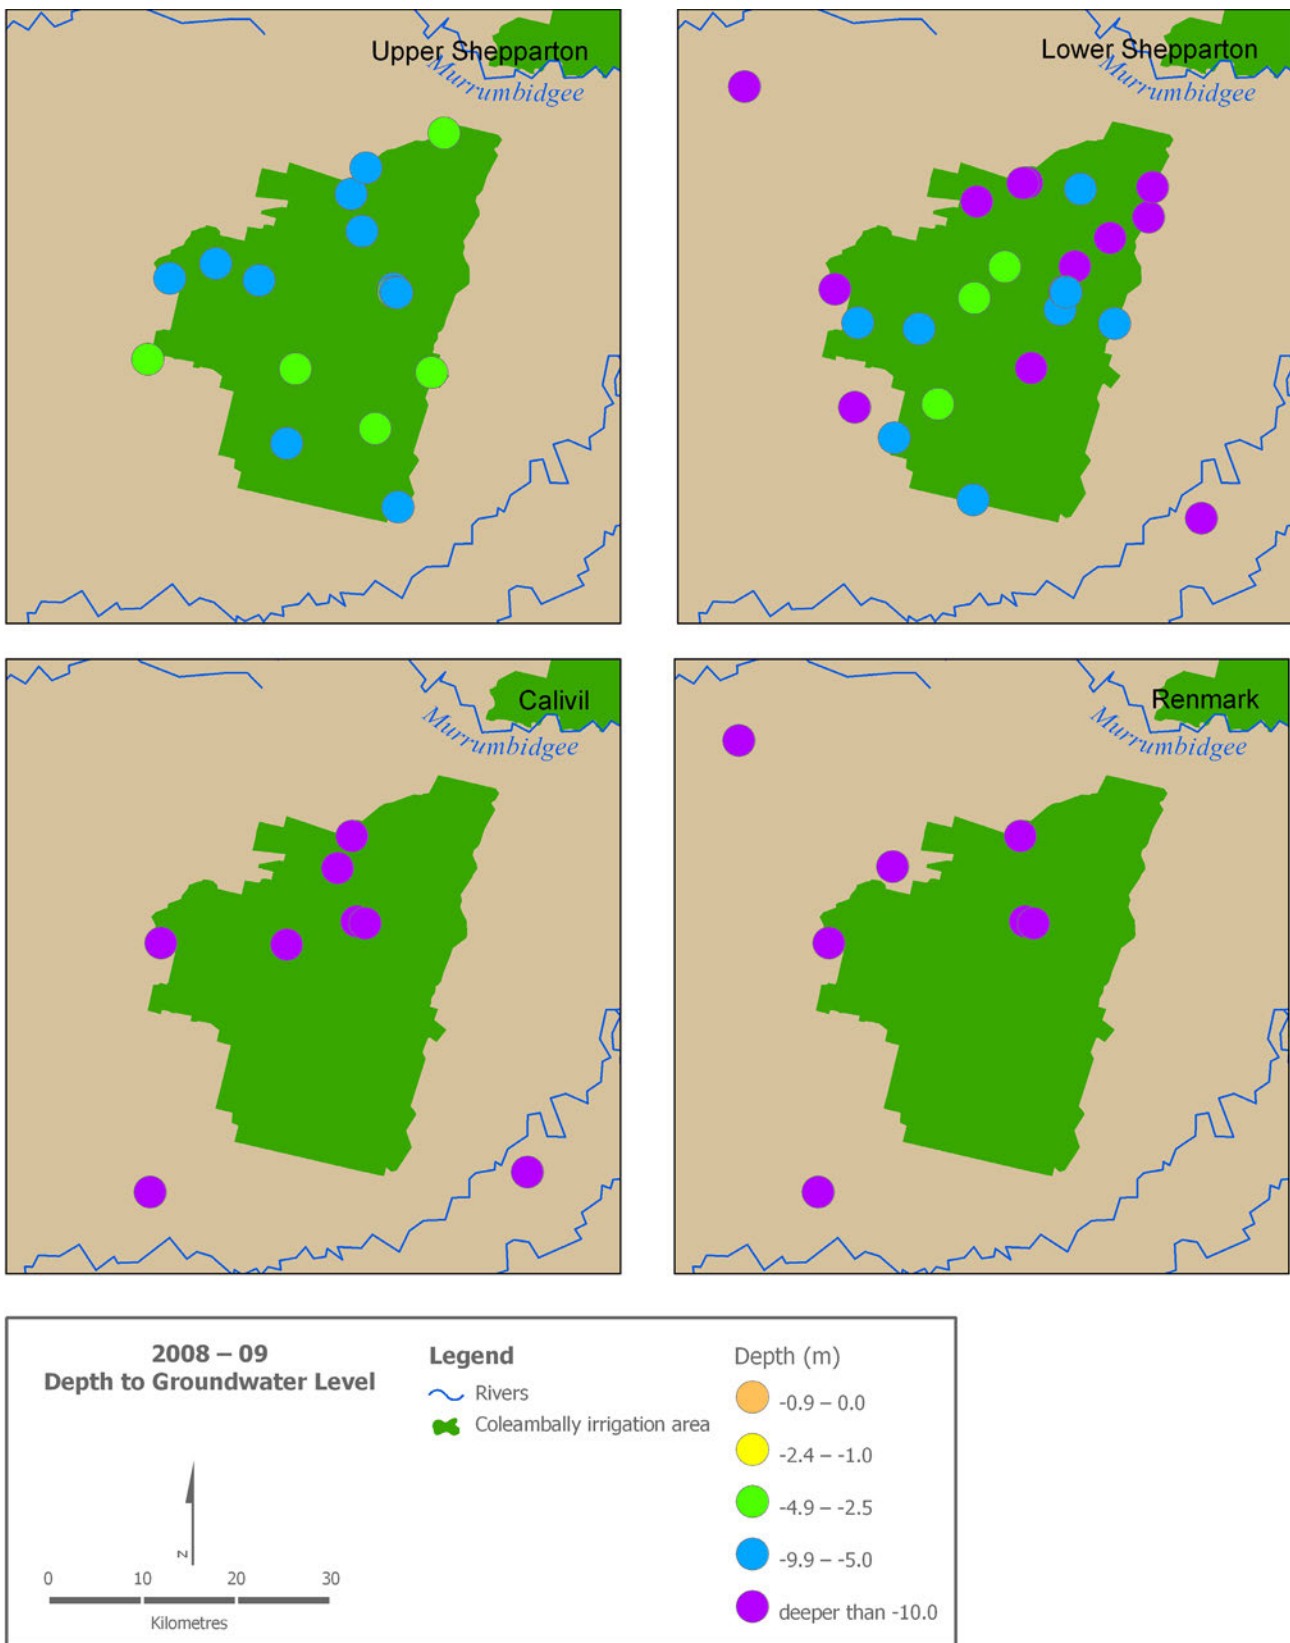 Upper Shepparton
Murrumbidgee
Lower Shepparton
Murrumbidgee
Calivil
Murrumbidgee
Renmark
Murrumbidgee
2008 – 09
Depth to Groundwater Level
z
0 10 20 30
Kilometres
Legend
Rivers
Coleambally irrigation area
Depth (m)
-0.9 – 0.0
-2.4 – -1.0
-4.9 – -2.5
-9.9 – -5.0
deeper than -10.0